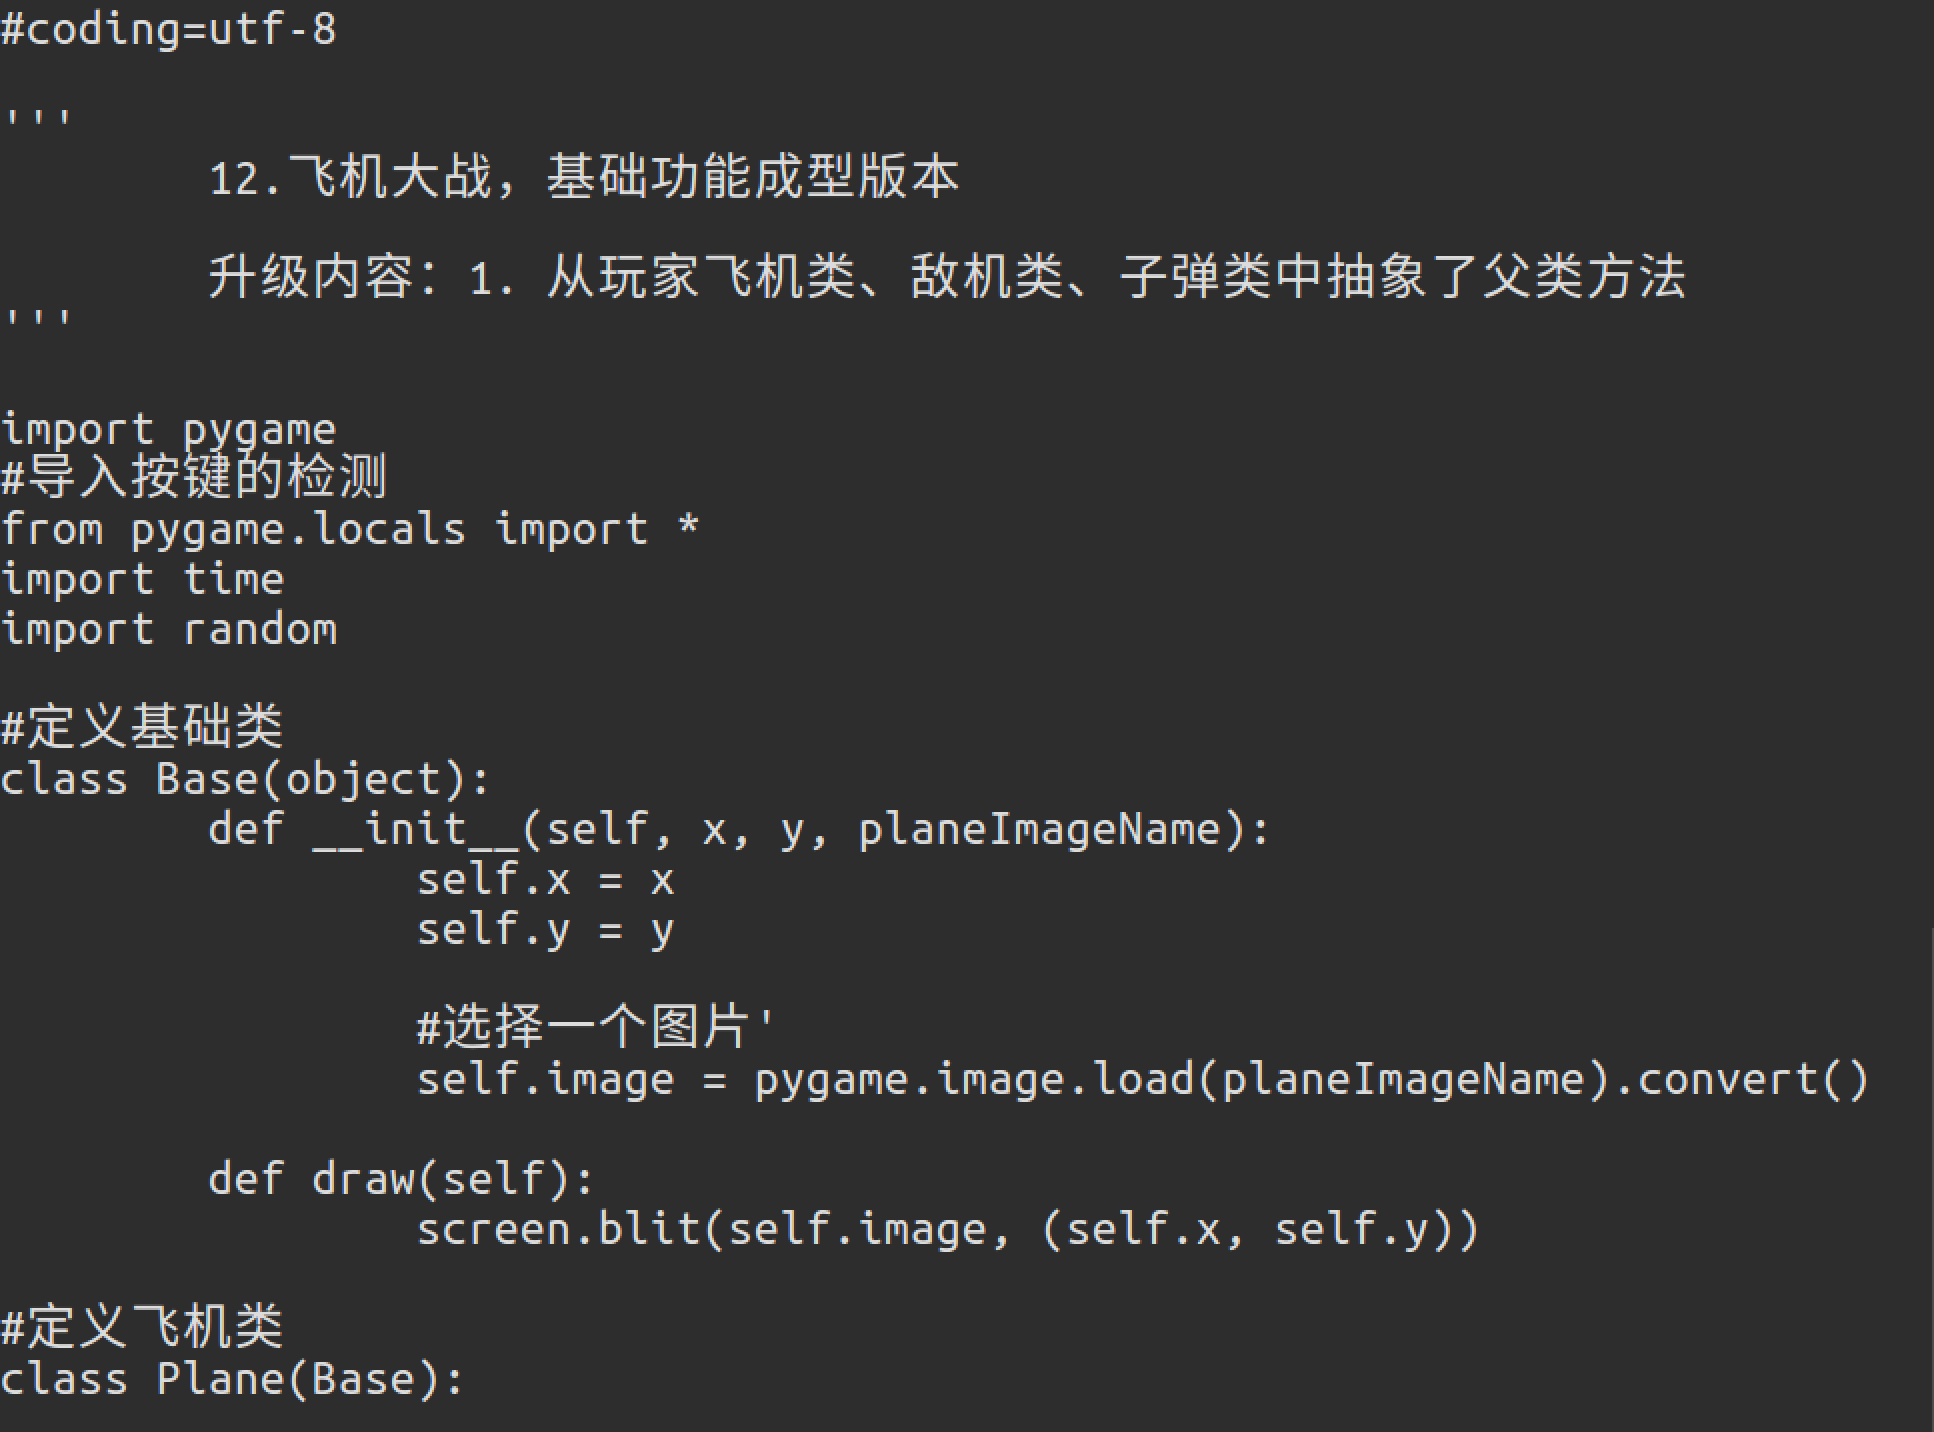 #coding=utf-8
'''
12.飞机大战，基础功能成型版本
升级内容：1. 从玩家飞机类、敌机类、子弹类中抽象了父类方法
'''
import pygame
#导入按键的检测
from pygame.locals import *
import time
import random
#定义基础类
class Base(object):
def __init__(self, x, y, planeImageName):
self.x = x
self.y = y
#选择一个图片'
self.image = pygame.image.load(planeImageName).convert()
def draw(self):
screen.blit(self.image, (self.x, self.y))
#定义飞机类
class Plane(Base):